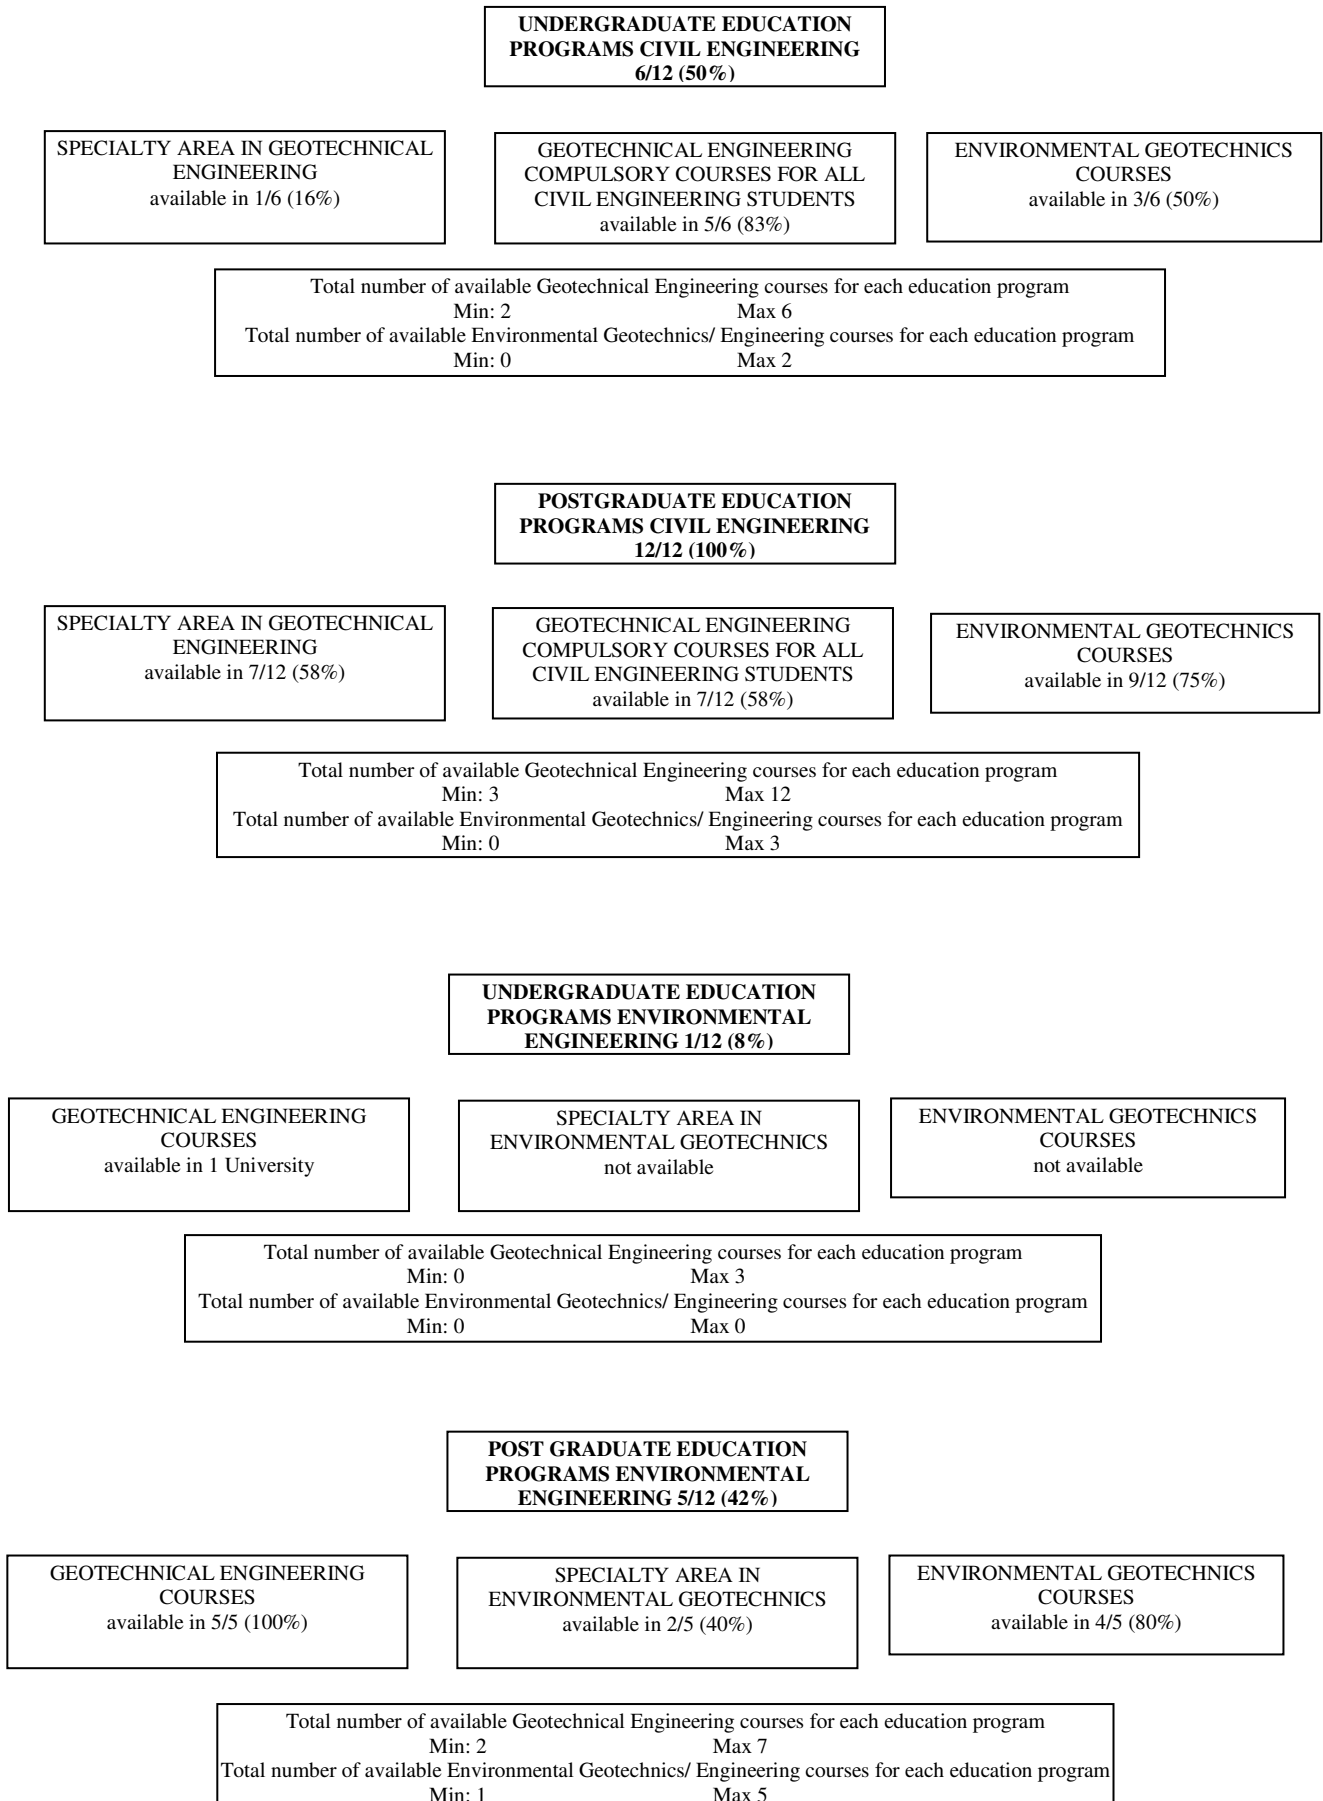 UNDERGRADUATE EDUCATION
PROGRAMS CIVIL ENGINEERING
6/12 (50%)
SPECIALTY AREA IN GEOTECHNICAL
ENGINEERING
available in 1/6 (16%)
GEOTECHNICAL ENGINEERING
COMPULSORY COURSES FOR ALL
CIVIL ENGINEERING STUDENTS
available in 5/6 (83%)
ENVIRONMENTAL GEOTECHNICS
COURSES
available in 3/6 (50%)
Total number of available Geotechnical Engineering courses for each education program
Min: 2 Max 6
Total number of available Environmental Geotechnics/ Engineering courses for each education program
Min: 0 Max 2
POSTGRADUATE EDUCATION
PROGRAMS CIVIL ENGINEERING
12/12 (100%)
SPECIALTY AREA IN GEOTECHNICAL
ENGINEERING
available in 7/12 (58%)
GEOTECHNICAL ENGINEERING
COMPULSORY COURSES FOR ALL
CIVIL ENGINEERING STUDENTS
available in 7/12 (58%)
ENVIRONMENTAL GEOTECHNICS
COURSES
available in 9/12 (75%)
Total number of available Geotechnical Engineering courses for each education program
Min: 3 Max 12
Total number of available Environmental Geotechnics/ Engineering courses for each education program
Min: 0 Max 3
UNDERGRADUATE EDUCATION
PROGRAMS ENVIRONMENTAL
ENGINEERING 1/12 (8%)
GEOTECHNICAL ENGINEERING
COURSES
available in 1 University
SPECIALTY AREA IN
ENVIRONMENTAL GEOTECHNICS
not available
ENVIRONMENTAL GEOTECHNICS
COURSES
not available
Total number of available Geotechnical Engineering courses for each education program
Min: 0 Max 3
Total number of available Environmental Geotechnics/ Engineering courses for each education program
Min: 0 Max 0
POST GRADUATE EDUCATION
PROGRAMS ENVIRONMENTAL
ENGINEERING 5/12 (42%)
GEOTECHNICAL ENGINEERING
COURSES
available in 5/5 (100%)
SPECIALTY AREA IN
ENVIRONMENTAL GEOTECHNICS
available in 2/5 (40%)
ENVIRONMENTAL GEOTECHNICS
COURSES
available in 4/5 (80%)
Total number of available Geotechnical Engineering courses for each education program
Min: 2 Max 7
Total number of available Environmental Geotechnics/ Engineering courses for each education program
Min: 1 Max 5